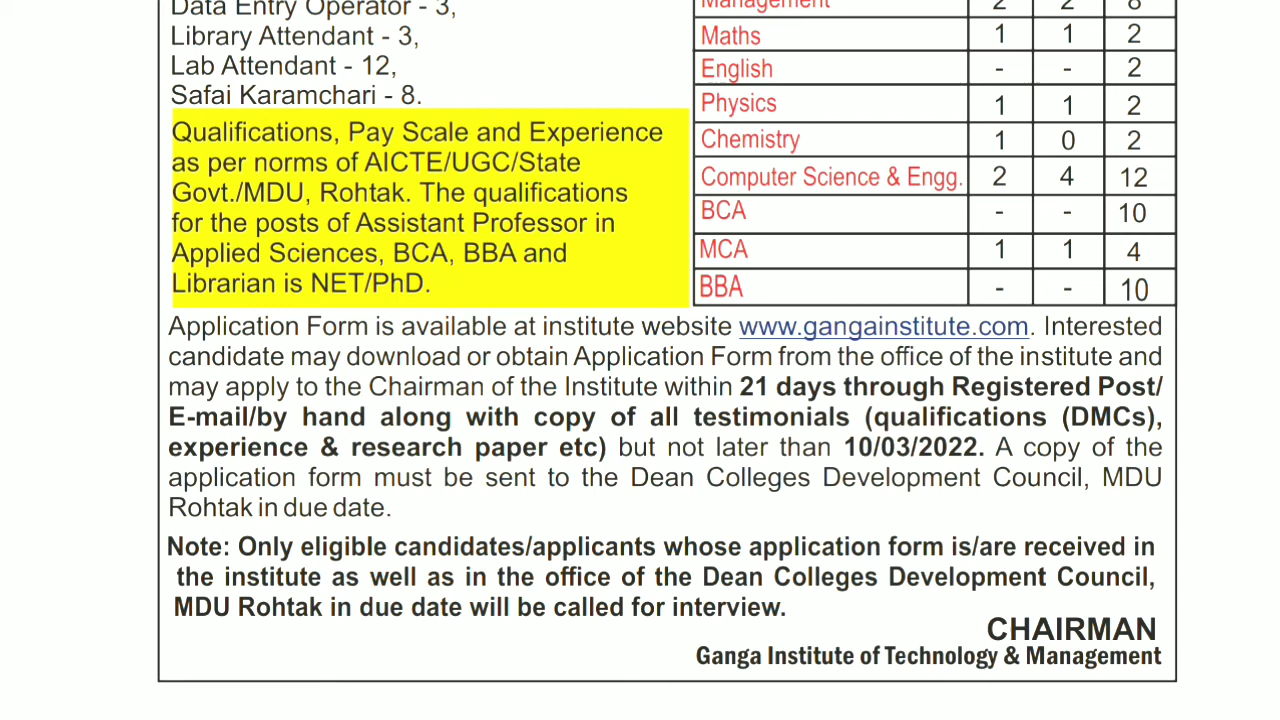 Data Entry Operator - 3,
Library Attendant - 3,
Lab Attendant - 12,
Safai Karamchari - 8.
Qualifications, Pay Scale and Experience
as per norms of AICTE/UGC/State
Govt./MDU, Rohtak. The qualifications
for the posts of Assistant Professor in
Applied Sciences, BCA, BBA and
Librarian is NET/PhD.
Management 2 2 8
Maths 1 1 2
English - - 2
Physics 1 1 2
Chemistry 1 0 2
Computer Science & Engg. 2 4 12
BCA - - 10
MCA 1 1 4
BBA - - 10
Application Form is available at institute website www.gangainstitute.com. Interested
candidate may download or obtain Application Form from the office of the institute and
may apply to the Chairman of the Institute within 21 days through Registered Post/
E-mail/by hand along with copy of all testimonials (qualifications (DMCs),
experience & research paper etc) but not later than 10/03/2022. A copy of the
application form must be sent to the Dean Colleges Development Council, MDU
Rohtak in due date.
Note: Only eligible candidates/applicants whose application form is/are received in
the institute as well as in the office of the Dean Colleges Development Council,
MDU Rohtak in due date will be called for interview.
CHAIRMAN
Ganga Institute of Technology & Management